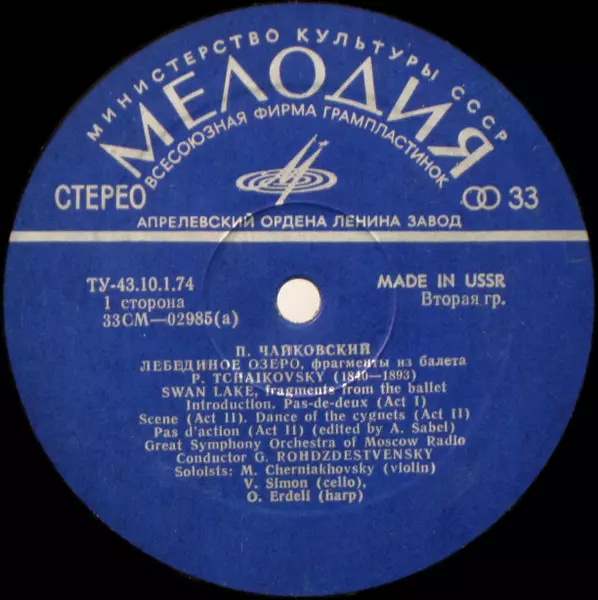 МИНИСТЕРСТВО КУЛЬТУРЫ СССР
МЕЛОДИЯ
ВСЕСОЮЗНАЯ ФИРМА ГРАМПЛАСТИНОК
СТЕРЕО
33
АПРЕЛЕВСКИЙ ОРДЕНА ЛЕНИНА ЗАВОД
ТУ-43.10.1.74
MADE IN USSR
1 сторона
Вторая гр.
33СМ—02985(а)
П. ЧАЙКОВСКИЙ
ЛЕБЕДИНОЕ ОЗЕРО, фрагменты из балета
P. TCHAIKOVSKY (1840—1893)
SWAN LAKE, fragments from the ballet
Introduction. Pas-de-deux (Act I)
Scene (Act II). Dance of the cygnets (Act II)
Pas d'action (Act II) (edited by A. Sabel)
Great Symphony Orchestra of Moscow Radio
Conductor G. ROHDZDESTVENSKY
Soloists: M. Cherniakhovsky (violin)
V. Simon (cello),
O. Erdeli (harp)